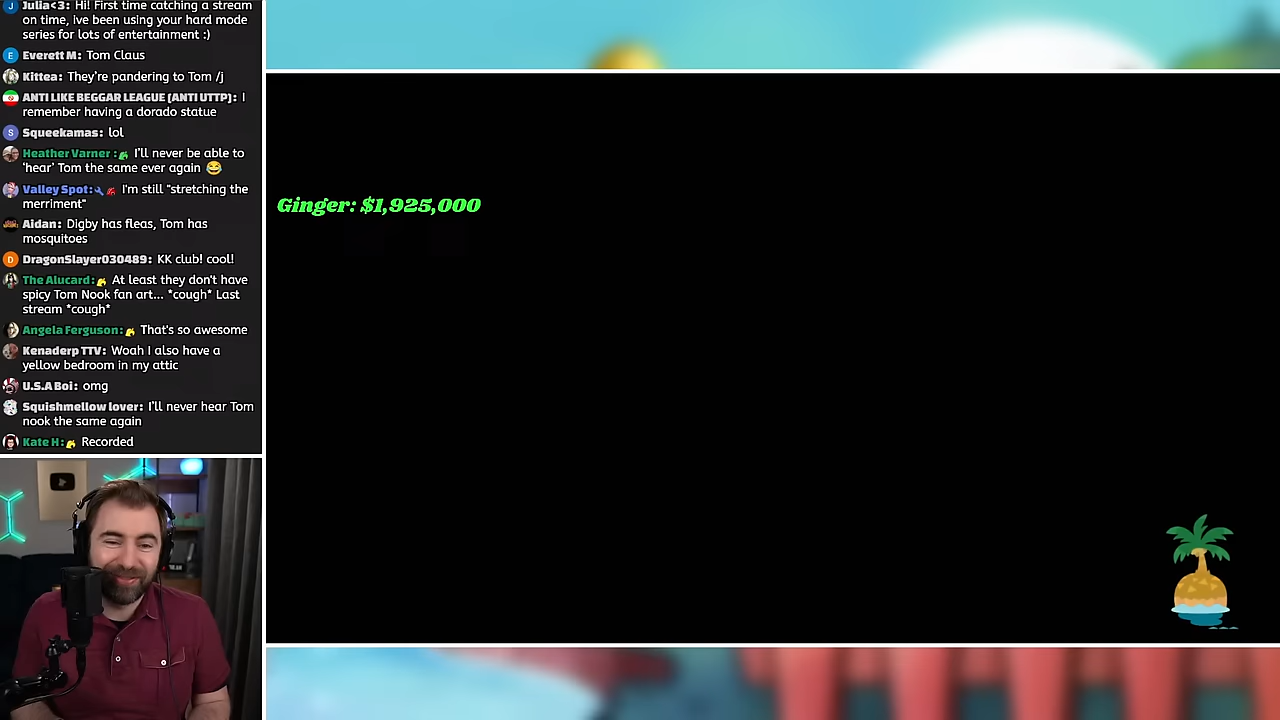 Julia<3: Hi! First time catching a stream
on time, ive been using your hard mode
series for lots of entertainment :)
Everett M: Tom Claus
Kittea: They're pandering to Tom /j
ANTI LIKE BEGGAR LEAGUE (ANTI UTTP): I
remember having a dorado statue
Squeekamas: lol
Heather Varner: I'll never be able to
'hear' Tom the same ever again 😂
Valley Spot: I'm still "stretching the
merriment"
Aidan: Digby has fleas, Tom has
mosquitoes
DragonSlayer030489: KK club! cool!
The Alucard: At least they don't have
spicy Tom Nook fan art... *cough* Last
stream *cough*
Angela Ferguson: That's so awesome
Kenaderp TTV: Woah I also have a
yellow bedroom in my attic
U.S.A Boi: omg
Squishmellow lover: I'll never hear Tom
nook the same again
Kate H: Recorded
Ginger: $1,925,000